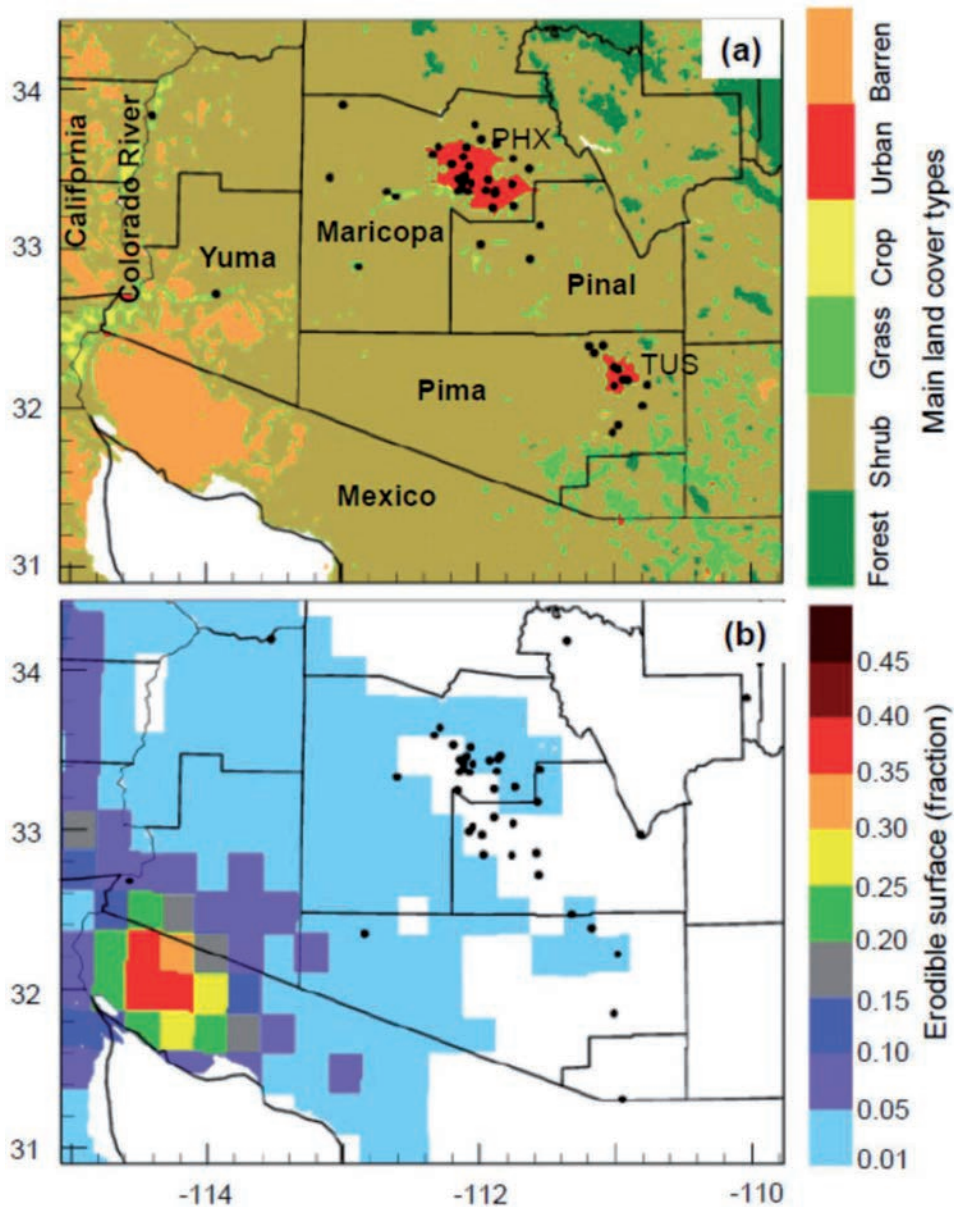 (a)
34
33
32
31
California
Colorado River
Yuma
Maricopa
PHX
Pinal
TUS
Pima
Mexico
Forest Shrub Grass Crop Urban Barren
Main land cover types
(b)
34
33
32
31
-114
-112
-110
0.45
0.40
0.35
0.30
0.25
0.20
0.15
0.10
0.05
0.01
Erodible surface (fraction)